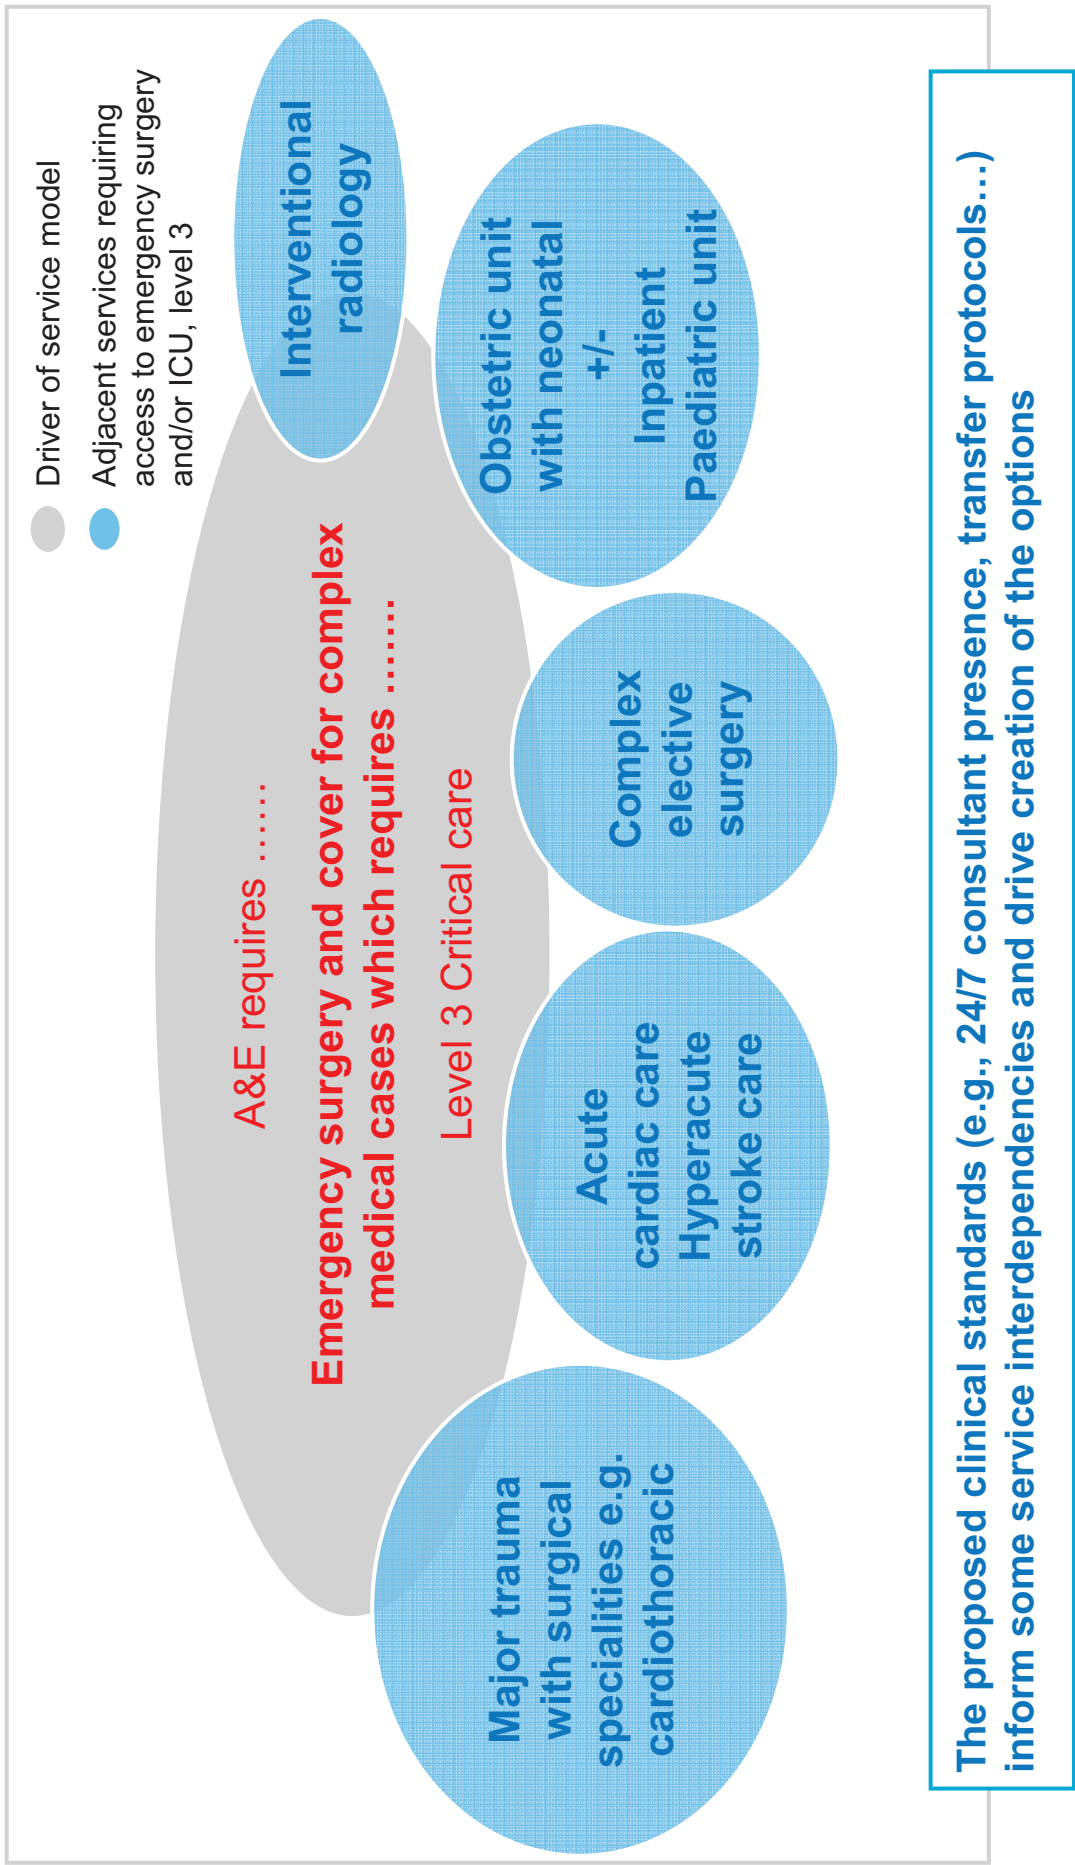 Driver of service model
Adjacent services requiring
access to emergency surgery
and/or ICU, level 3
A&E requires ……
Emergency surgery and cover for complex
medical cases which requires ……
Level 3 Critical care
Interventional
radiology
Major trauma
with surgical
specialities e.g.
cardiothoracic
Acute
cardiac care
Hyperacute
stroke care
Complex
elective
surgery
Obstetric unit
with neonatal
+/-
Inpatient
Paediatric unit
The proposed clinical standards (e.g., 24/7 consultant presence, transfer protocols…)
inform some service interdependencies and drive creation of the options